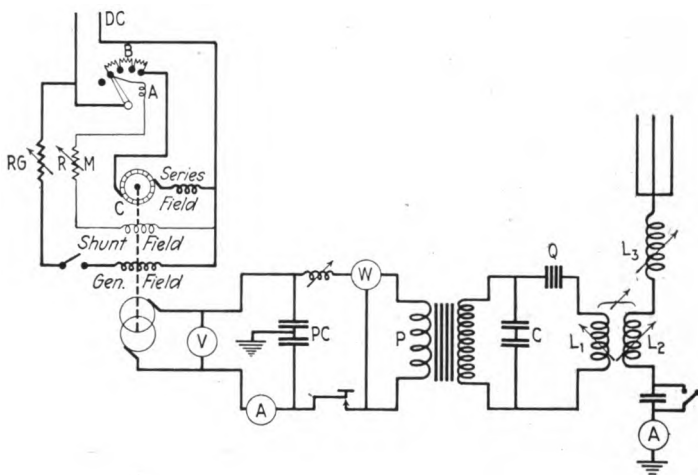 DC
B
A
RG
R M
Series
Field
C
Shunt Field
Gen. Field
Q
L3
W
V
PC
P
C
L1
L2
A
A